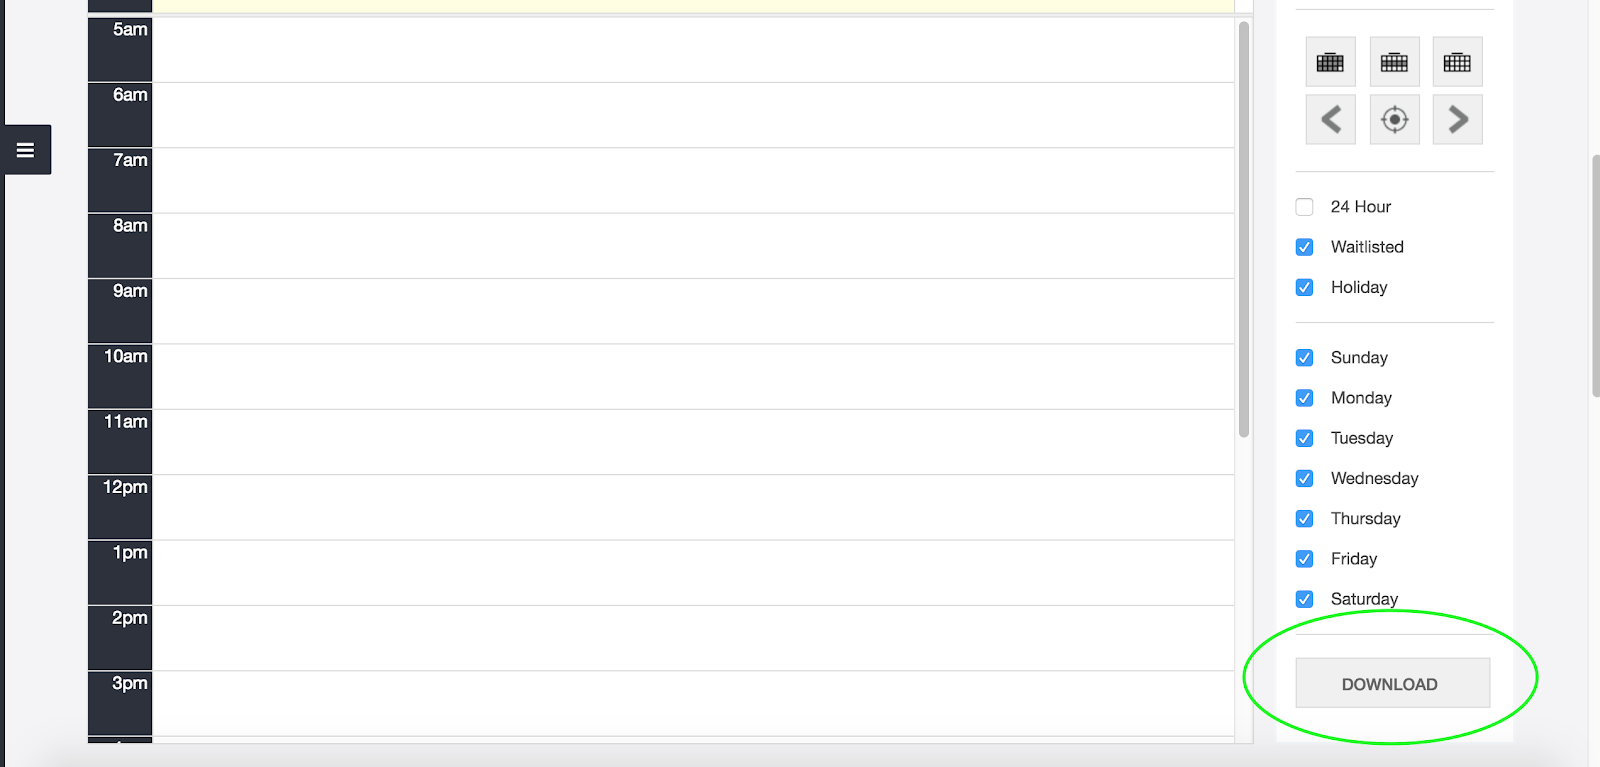 5am
6am
7am
8am
9am
10am
11am
12pm
1pm
2pm
3pm
24 Hour
Waitlisted
Holiday
Sunday
Monday
Tuesday
Wednesday
Thursday
Friday
Saturday
DOWNLOAD